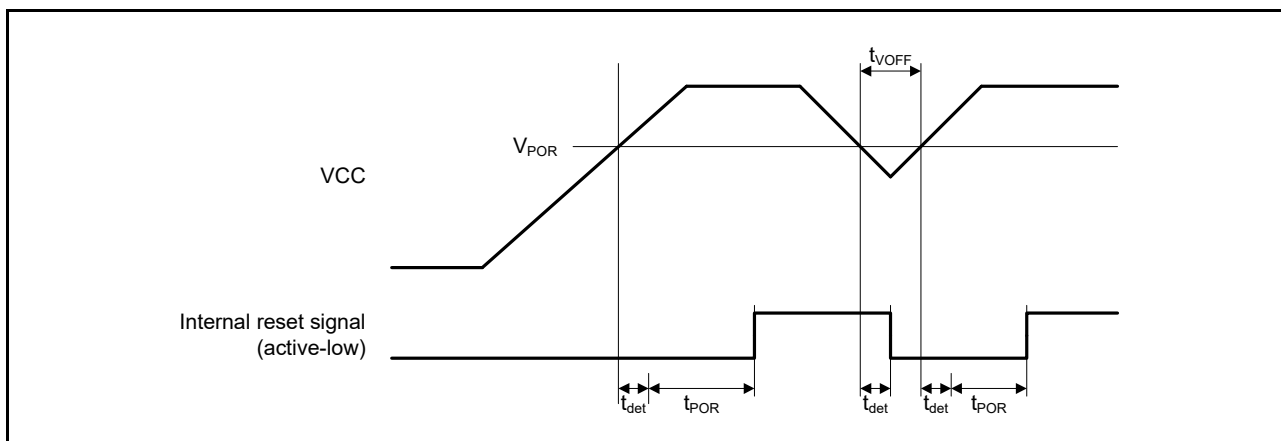 tVOFF
VPOR
VCC
Internal reset signal
(active-low)
tdet tPOR tdet tdet tPOR